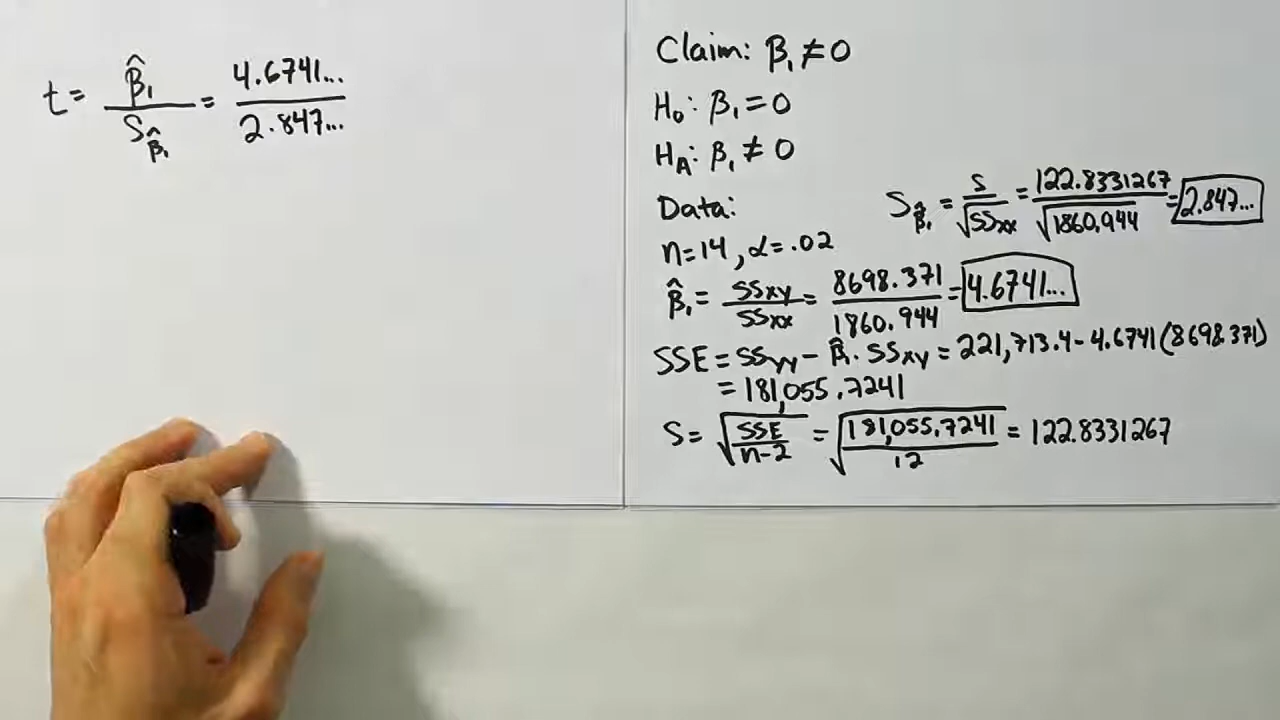 t = β̂₁ / S_β̂₁ = 4.6741... / 2.847...
Claim: β₁ ≠ 0
H₀: β₁ = 0
H_A: β₁ ≠ 0
Data:
S_β̂₁ = S / √SSxx = 122.8331267 / √1860.944 = 2.847...
n=14, α=.02
β̂₁ = SSxy / SSxx = 8698.371 / 1860.944 = 4.6741...
SSE = SSyy - β̂₁ · SSxy = 221,713.4 - 4.6741(8698.371)
= 181,055.7241
S = √(SSE / n-2) = √(181,055.7241 / 12) = 122.8331267